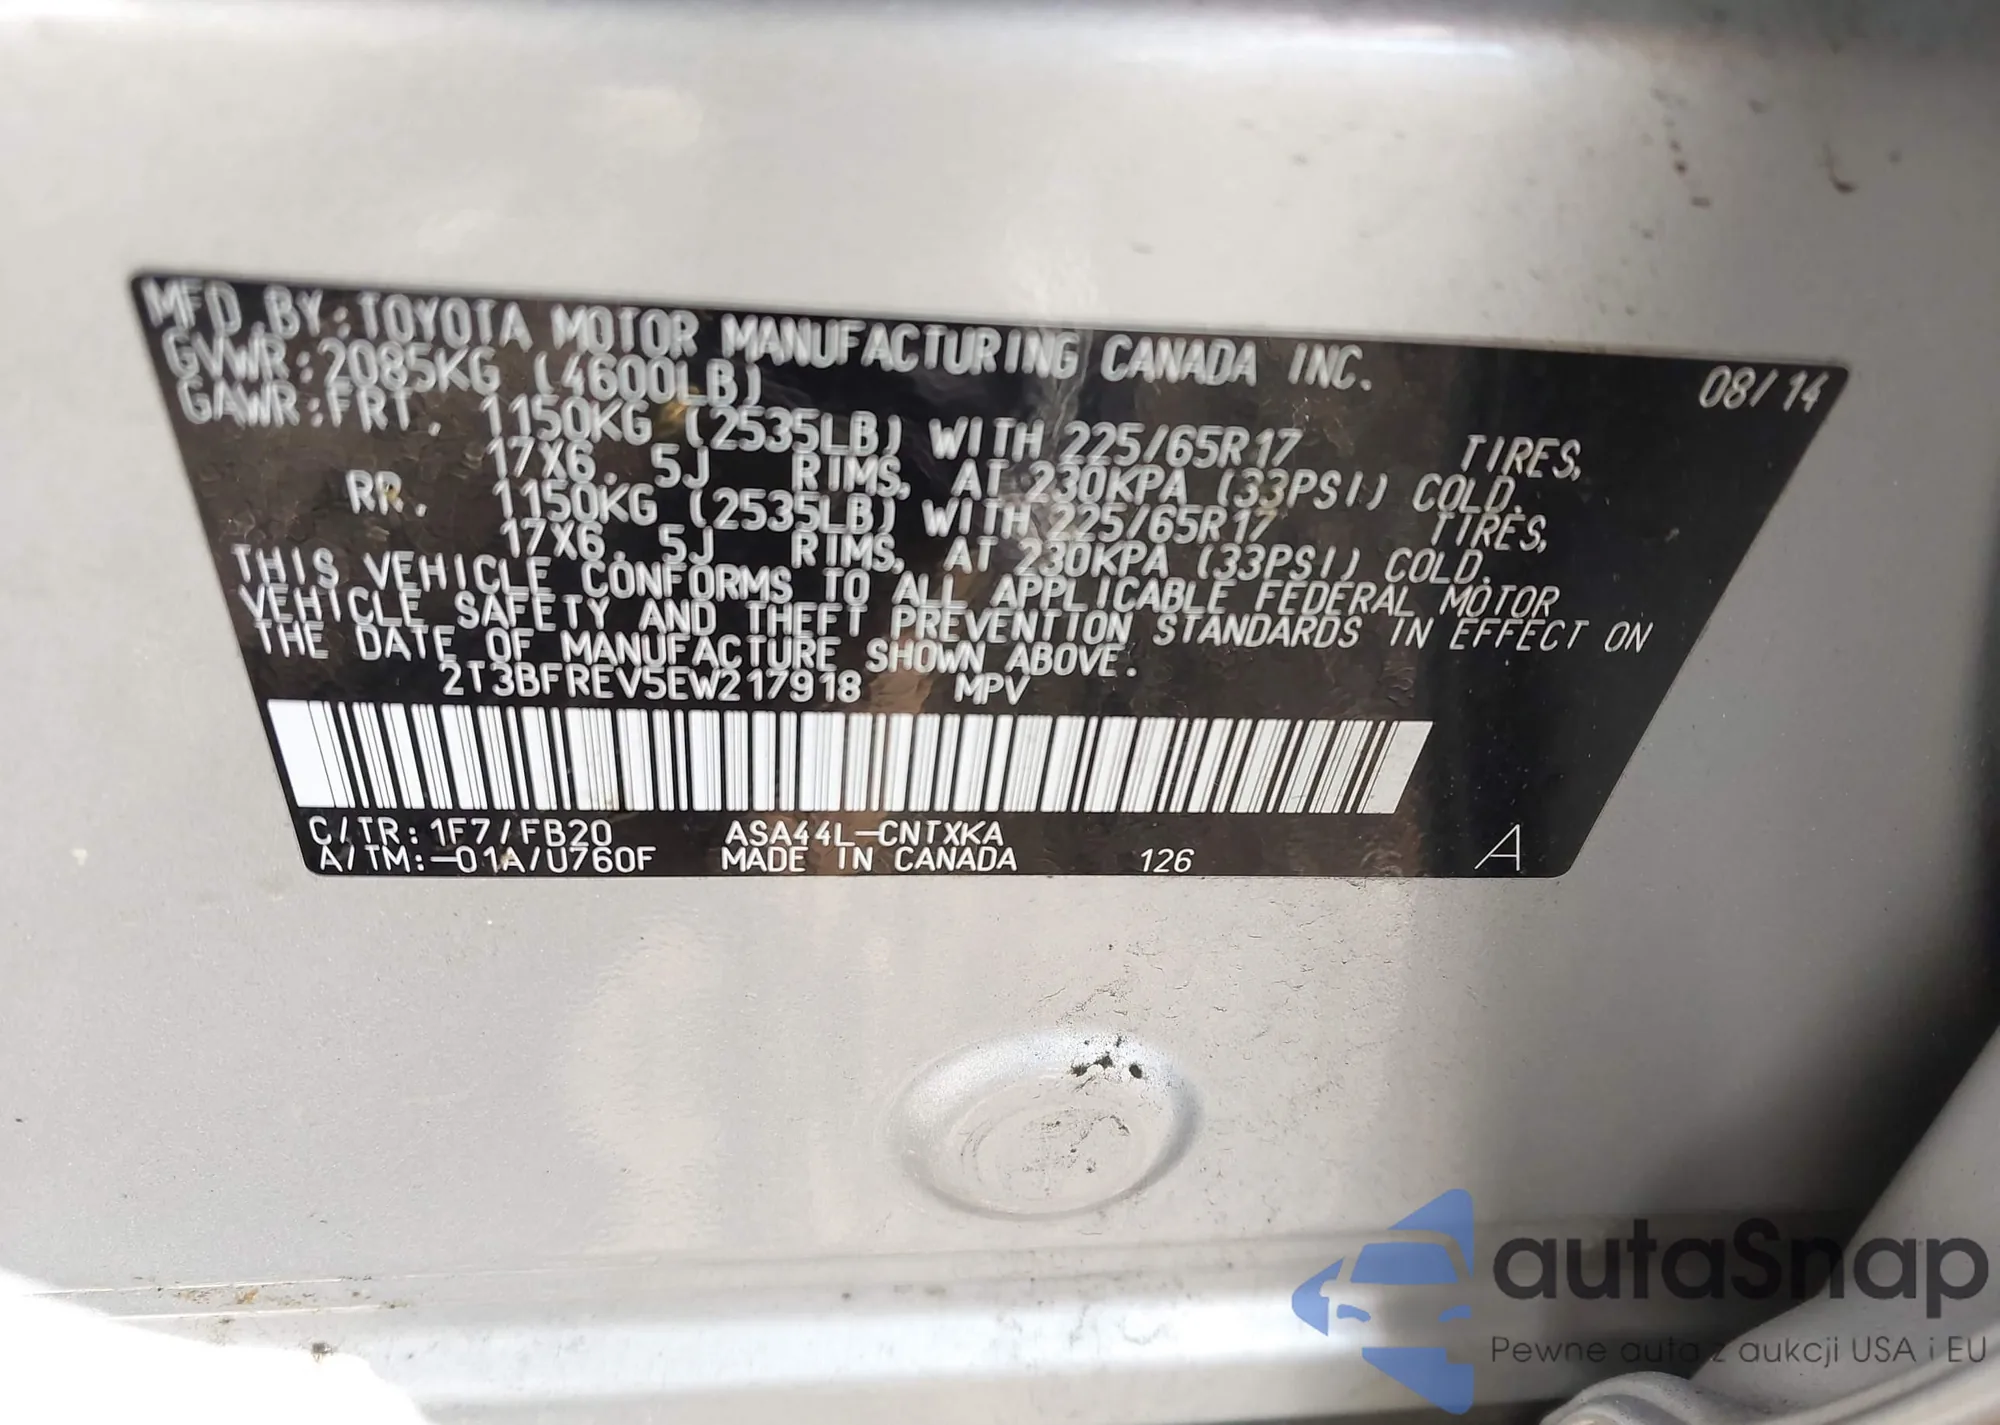 MFD.BY:TOYOTA MOTOR MANUFACTURING CANADA INC. 08/14
GVWR:2085KG (4600LB)
GAWR:FRT. 1150KG (2535LB) WITH 225/65R17 TIRES,
17X6.5J RIMS, AT 230KPA (33PSI) COLD.
RR. 1150KG (2535LB) WITH 225/65R17 TIRES,
17X6.5J RIMS, AT 230KPA (33PSI) COLD.
THIS VEHICLE CONFORMS TO ALL APPLICABLE FEDERAL MOTOR
VEHICLE SAFETY AND THEFT PREVENTION STANDARDS IN EFFECT ON
THE DATE OF MANUFACTURE SHOWN ABOVE.
2T3BFREV5EW217918 MPV
C/TR:1F7/FB20 ASA44L-CNTXKA
A/TM:-01A/U760F MADE IN CANADA 126 A
autaSnap
Pewne auta z aukcji USA i EU